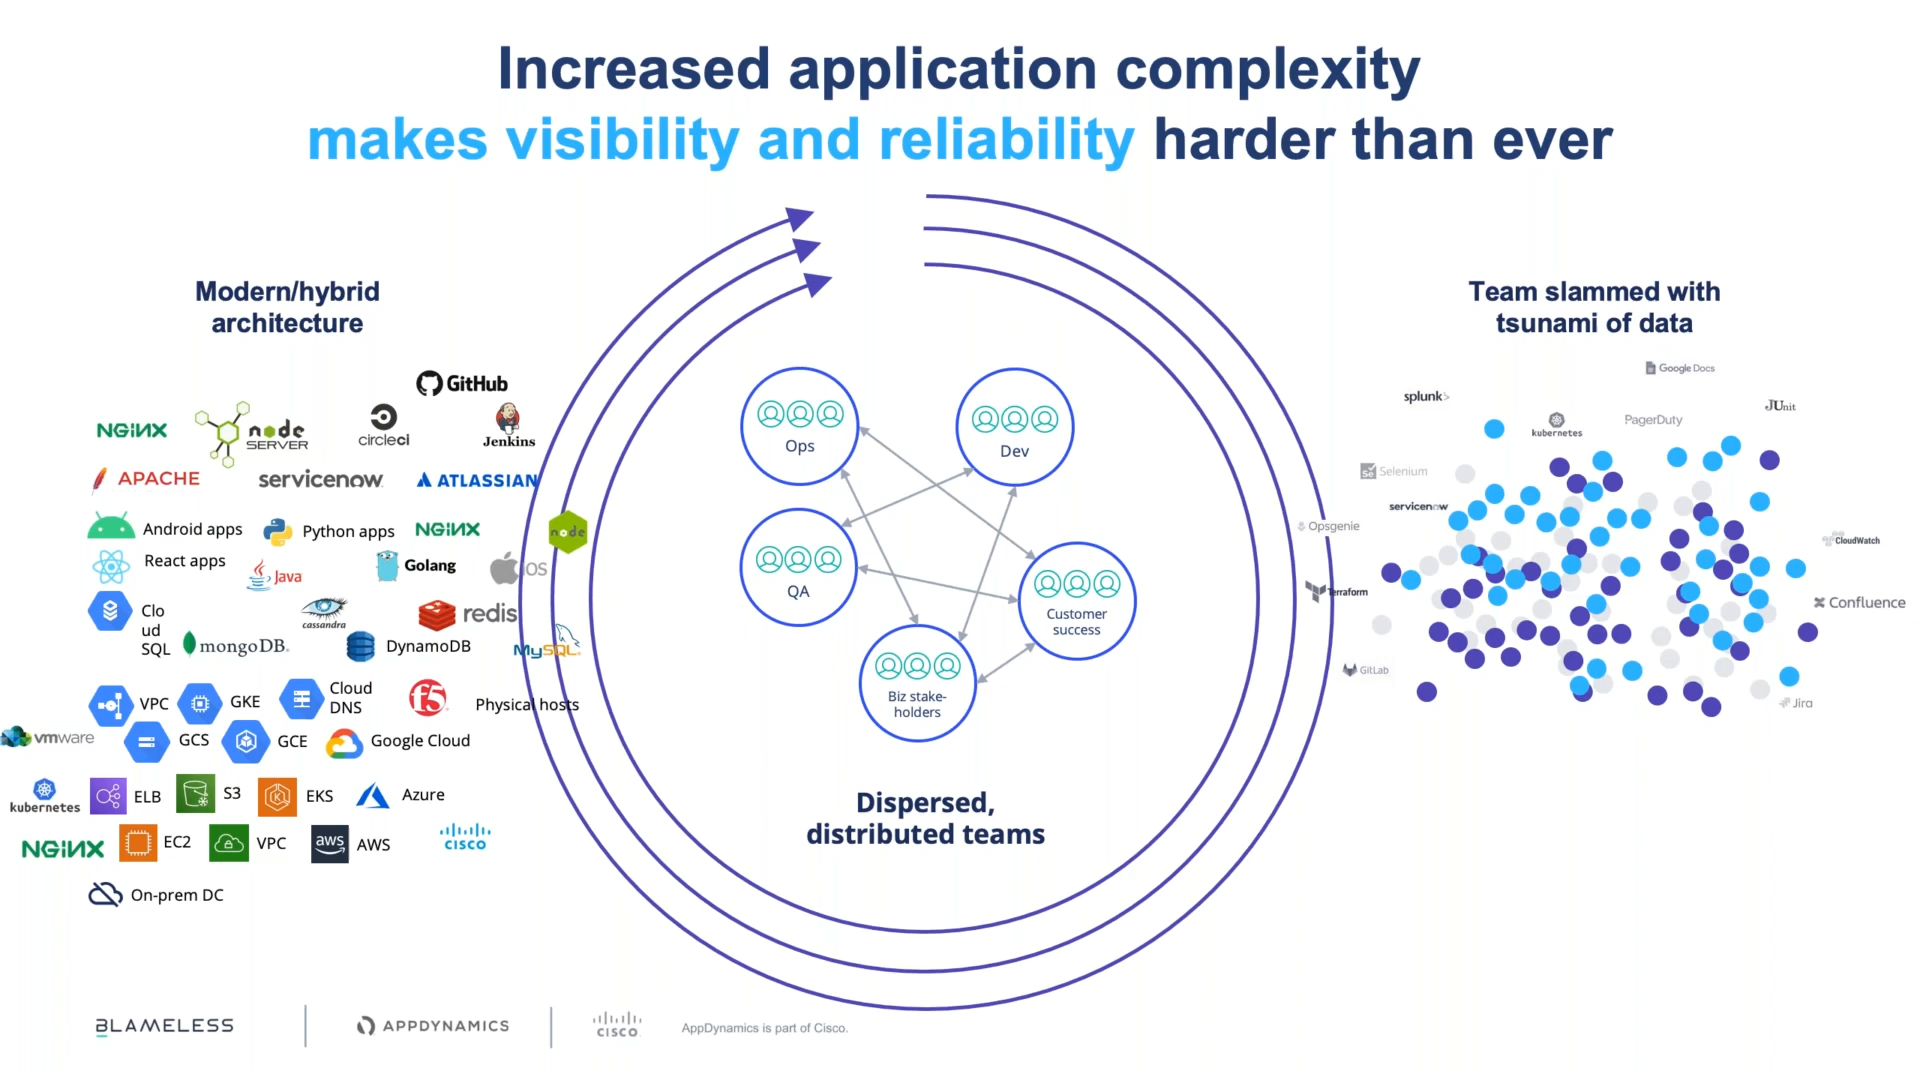 Increased application complexity
makes visibility and reliability harder than ever
Modern/hybrid
architecture
GitHub
NGINX
node
SERVER
circleci
Jenkins
APACHE
servicenow
ATLASSIAN
Android apps
Python apps
NGINX
node
React apps
Java
Golang
iOS
Clo
ud
SQL
cassandra
redis
mongoDB.
DynamoDB
MySQL
VPC
GKE
Cloud
DNS
f5
Physical hosts
vmware
GCS
GCE
Google Cloud
kubernetes
ELB
S3
EKS
Azure
NGINX
EC2
VPC
aws
AWS
CISCO
On-prem DC
Ops
Dev
QA
Customer
success
Biz stake-
holders
Dispersed,
distributed teams
Team slammed with
tsunami of data
Google Docs
splunk>
JUnit
kubernetes
PagerDuty
Se Selenium
servicenow
Opsgenie
CloudWatch
Terraform
Confluence
GitLab
Jira
BLAMELESS
APPDYNAMICS
CISCO
AppDynamics is part of Cisco.